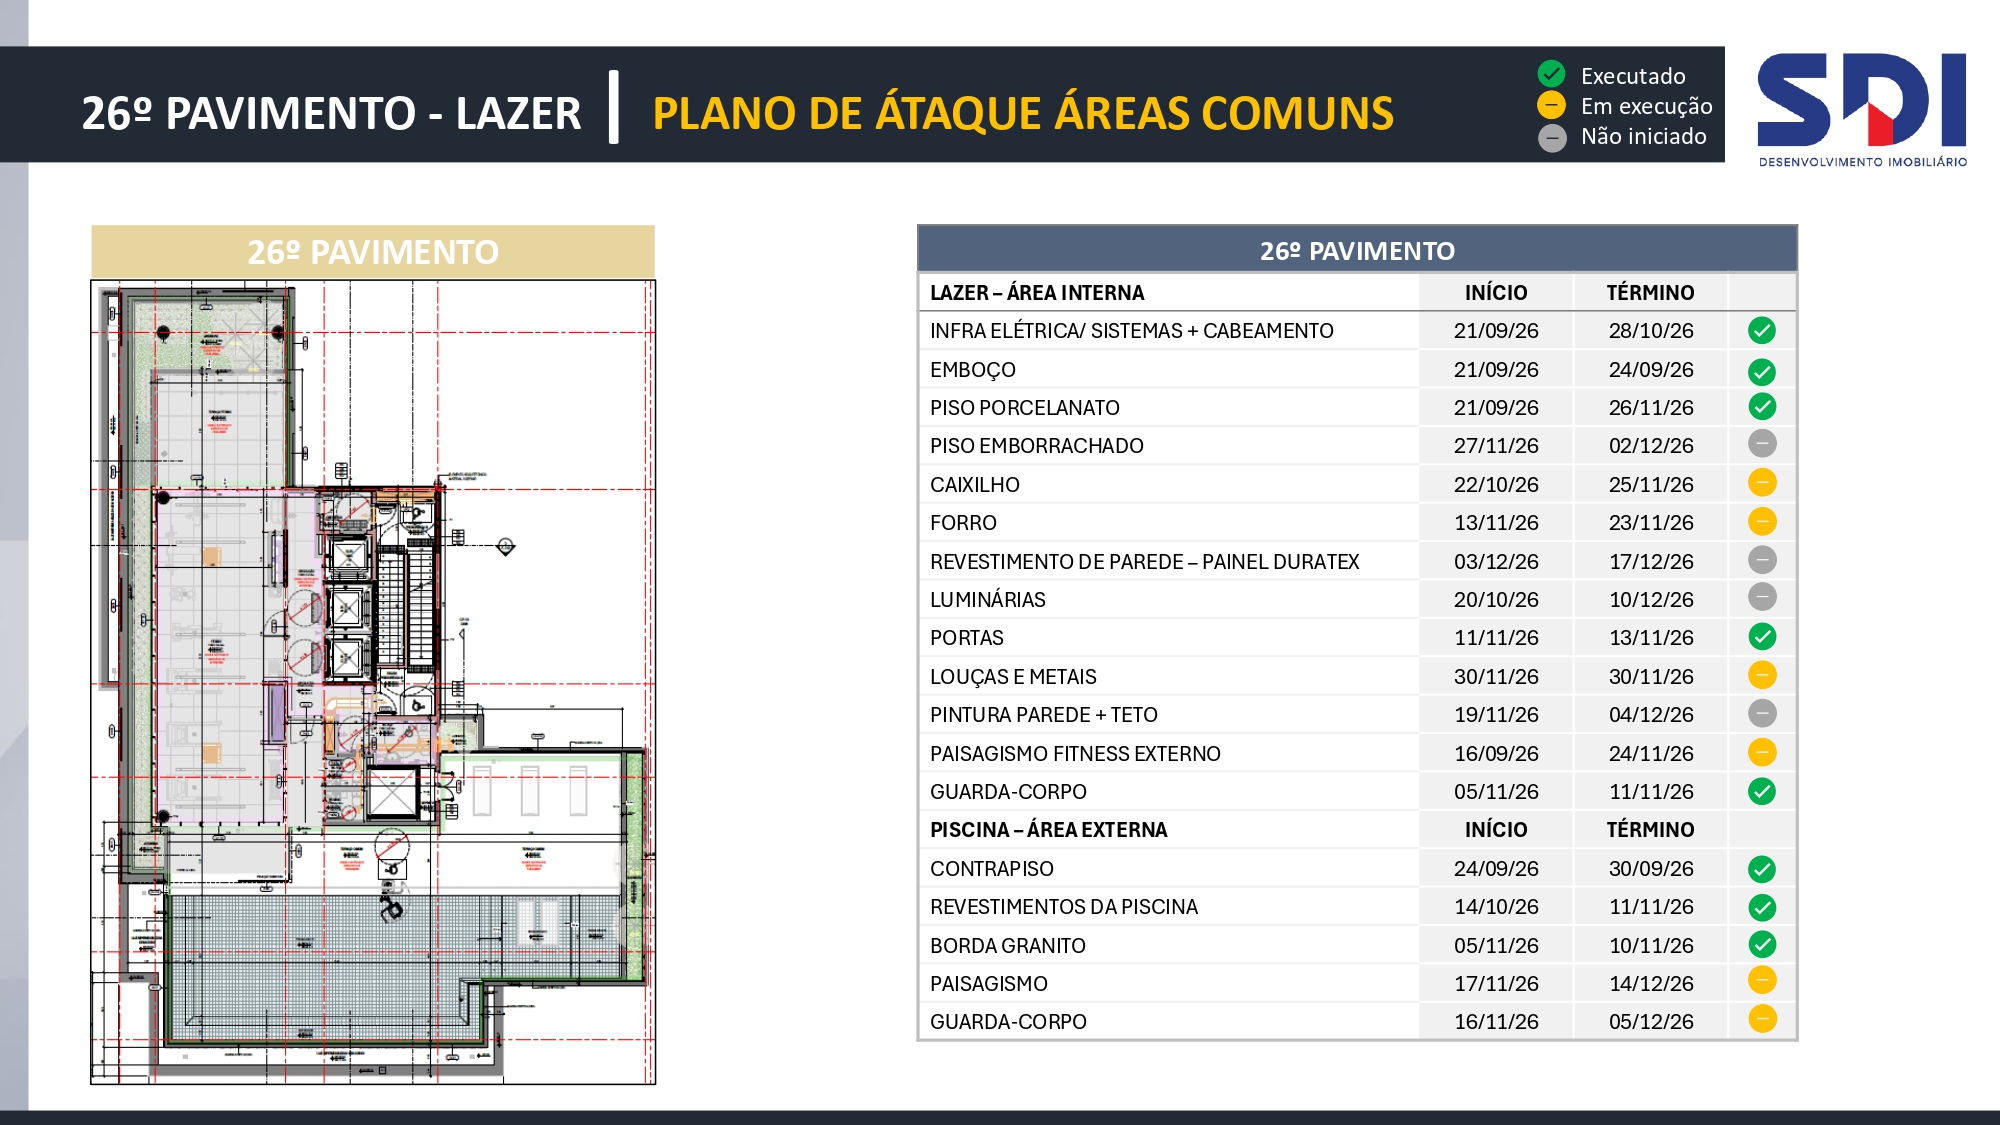 26º PAVIMENTO - LAZER
PLANO DE ÁTAQUE ÁREAS COMUNS
Executado
Em execução
Não iniciado
SDI
DESENVOLVIMENTO IMOBILIÁRIO
26º PAVIMENTO
26º PAVIMENTO
LAZER – ÁREA INTERNA INÍCIO TÉRMINO
INFRA ELÉTRICA/ SISTEMAS + CABEAMENTO 21/09/26 28/10/26
EMBOÇO 21/09/26 24/09/26
PISO PORCELANATO 21/09/26 26/11/26
PISO EMBORRACHADO 27/11/26 02/12/26
CAIXILHO 22/10/26 25/11/26
FORRO 13/11/26 23/11/26
REVESTIMENTO DE PAREDE – PAINEL DURATEX 03/12/26 17/12/26
LUMINÁRIAS 20/10/26 10/12/26
PORTAS 11/11/26 13/11/26
LOUÇAS E METAIS 30/11/26 30/11/26
PINTURA PAREDE + TETO 19/11/26 04/12/26
PAISAGISMO FITNESS EXTERNO 16/09/26 24/11/26
GUARDA-CORPO 05/11/26 11/11/26
PISCINA – ÁREA EXTERNA INÍCIO TÉRMINO
CONTRAPISO 24/09/26 30/09/26
REVESTIMENTOS DA PISCINA 14/10/26 11/11/26
BORDA GRANITO 05/11/26 10/11/26
PAISAGISMO 17/11/26 14/12/26
GUARDA-CORPO 16/11/26 05/12/26